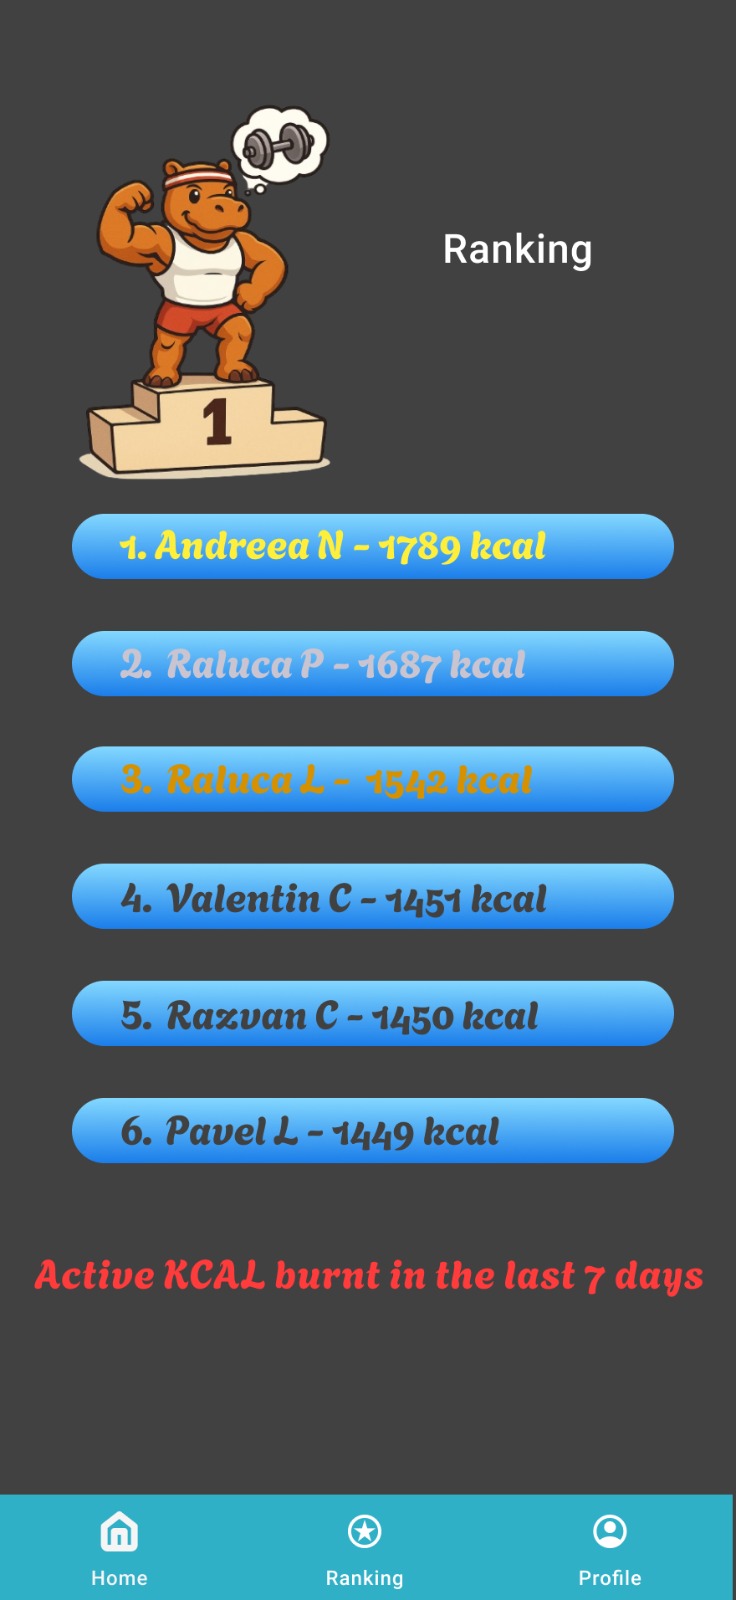 Ranking
1
1. Andreea N - 1789 kcal
2. Raluca P - 1687 kcal
3. Raluca L - 1542 kcal
4. Valentin C - 1451 kcal
5. Razvan C - 1450 kcal
6. Pavel L - 1449 kcal
Active KCAL burnt in the last 7 days
Home Ranking Profile